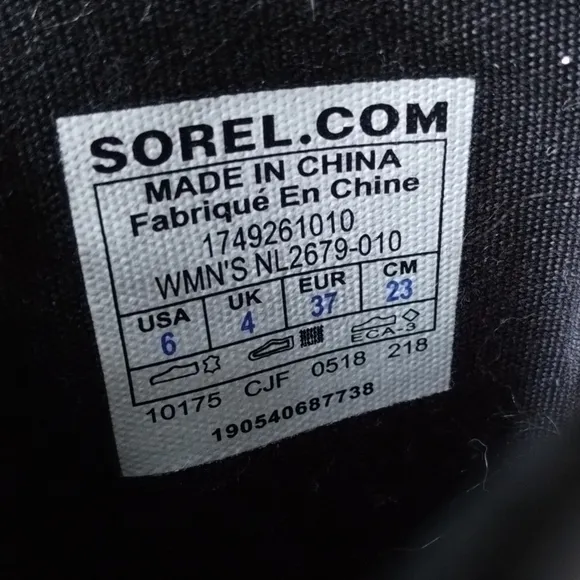 SOREL.COM
MADE IN CHINA
Fabriqué En Chine
1749261010
WMN'S NL2679-010
USA UK EUR CM
6 4 37 23
ECA-3
10175 CJF 0518 218
190540687738